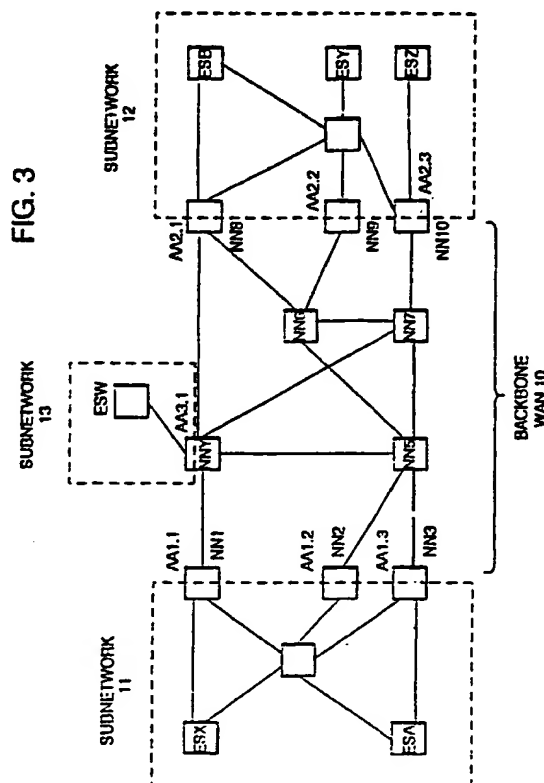 FIG. 3
SUBNETWORK
11
ESX
ESA
AA1.1
NN1
AA1.2
NN2
AA1.3
NN3
SUBNETWORK
13
ESW
AA3.1
NNY
NN5
NN6
NN7
SUBNETWORK
12
AA2.1
NN8
AA2.2
NN9
AA2.3
NN10
ESB
ESY
ESZ
BACKBONE
WAN 10